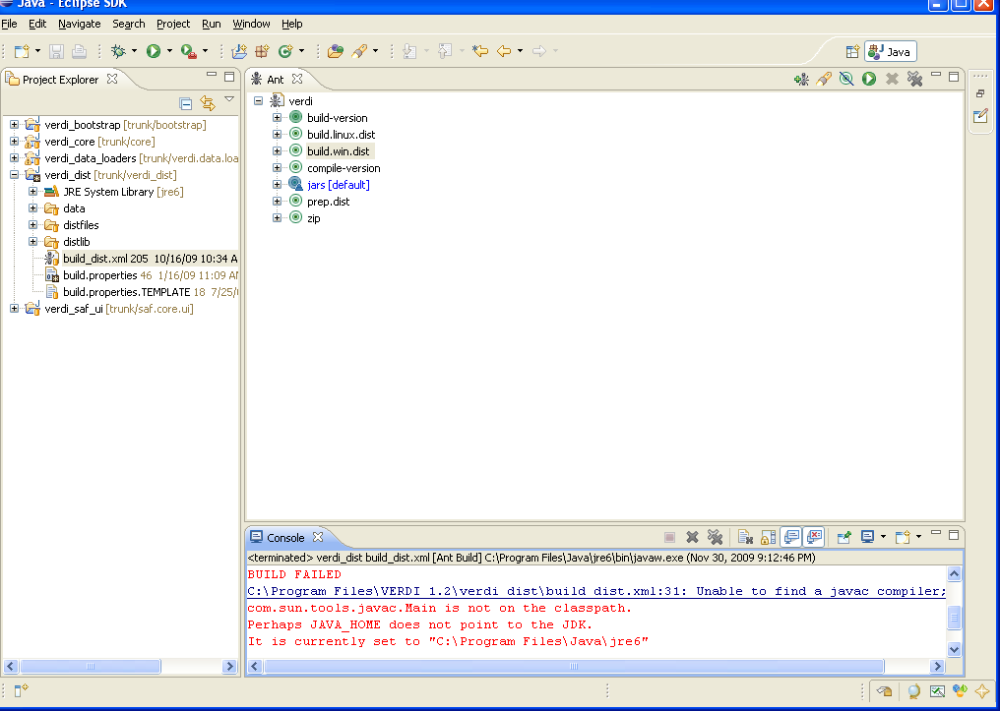 Java - Eclipse SDK
File Edit Navigate Search Project Run Window Help
Java
Project Explorer
verdi_bootstrap [trunk/bootstrap]
verdi_core [trunk/core]
verdi_data_loaders [trunk/verdi.data.loa
verdi_dist [trunk/verdi_dist]
JRE System Library [jre6]
data
distfiles
distlib
build_dist.xml 205 10/16/09 10:34 A
build.properties 46 1/16/09 11:09 AM
build.properties.TEMPLATE 18 7/25/
verdi_saf_ui [trunk/saf.core.ui]
Ant
verdi
build-version
build.linux.dist
build.win.dist
compile-version
jars [default]
prep.dist
zip
Console
<terminated> verdi_dist build_dist.xml [Ant Build] C:\Program Files\Java\jre6\bin\javaw.exe (Nov 30, 2009 9:12:46 PM)
BUILD FAILED
C:\Program Files\VERDI 1.2\verdi_dist\build_dist.xml:31: Unable to find a javac compiler;
com.sun.tools.javac.Main is not on the classpath.
Perhaps JAVA_HOME does not point to the JDK.
It is currently set to "C:\Program Files\Java\jre6"